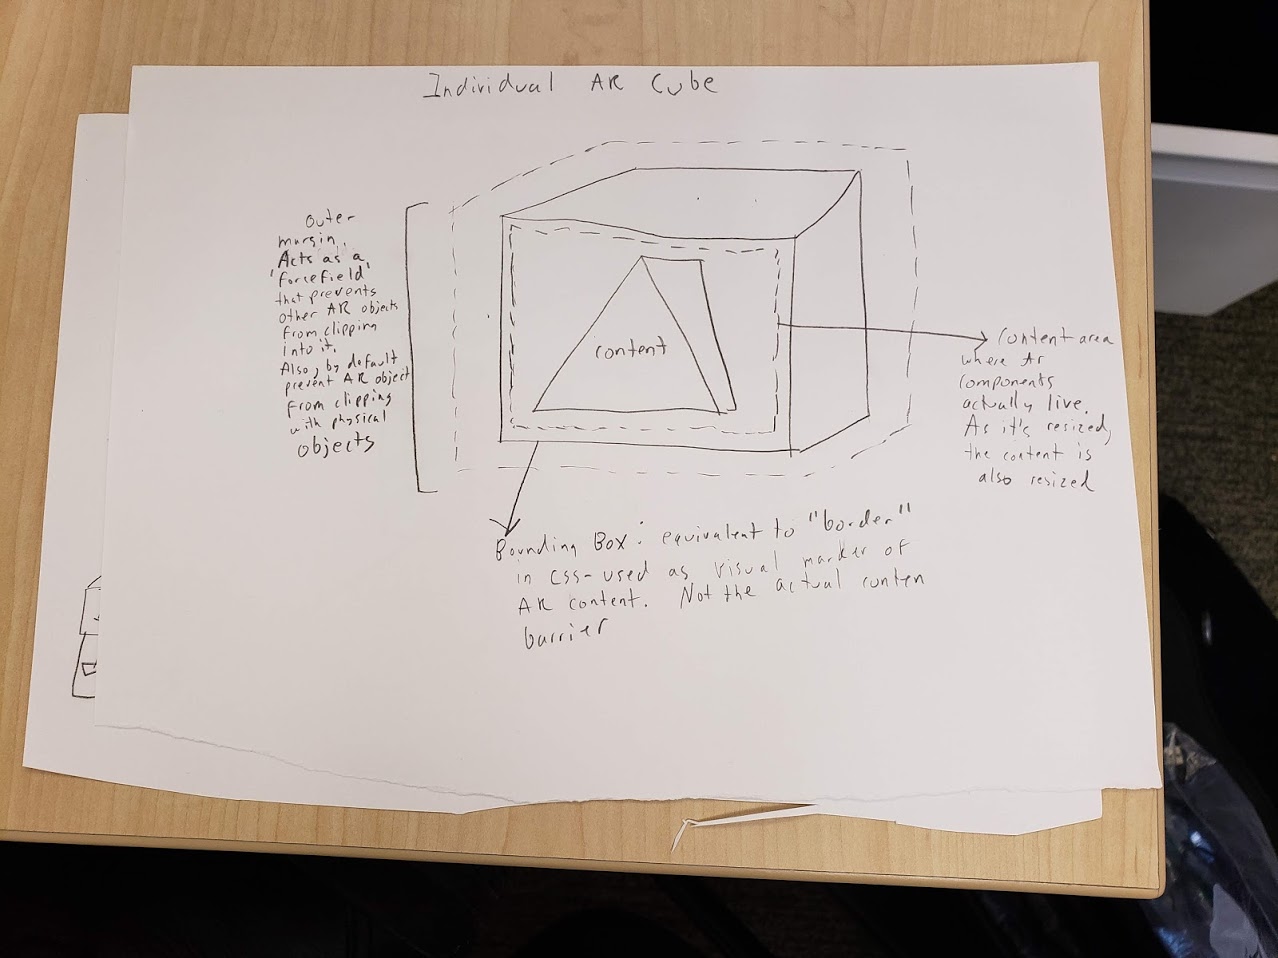 Individual AR Cube
outer
margin.
Acts as a
'forcefield'
that prevents
other AR objects
from clipping
into it.
Also, by default
prevent AR object
from clipping
with physical
objects
content
content area
where Ar
components
actually live.
As it's resized,
the content is
also resized
Bounding Box: equivalent to "border"
in css-used as visual marker of
AR content. Not the actual conten
barrier